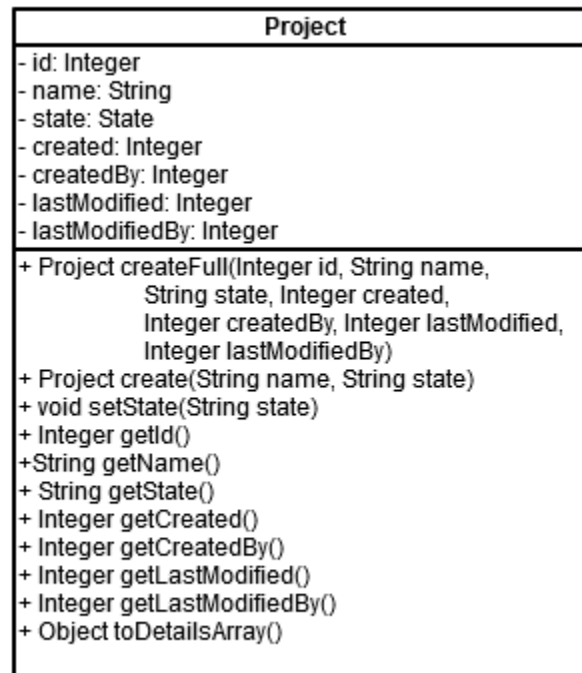 Project
- id: Integer
- name: String
- state: State
- created: Integer
- createdBy: Integer
- lastModified: Integer
- lastModifiedBy: Integer
+ Project createFull(Integer id, String name,
String state, Integer created,
Integer createdBy, Integer lastModified,
Integer lastModifiedBy)
+ Project create(String name, String state)
+ void setState(String state)
+ Integer getId()
+String getName()
+ String getState()
+ Integer getCreated()
+ Integer getCreatedBy()
+ Integer getLastModified()
+ Integer getLastModifiedBy()
+ Object toDetailsArray()